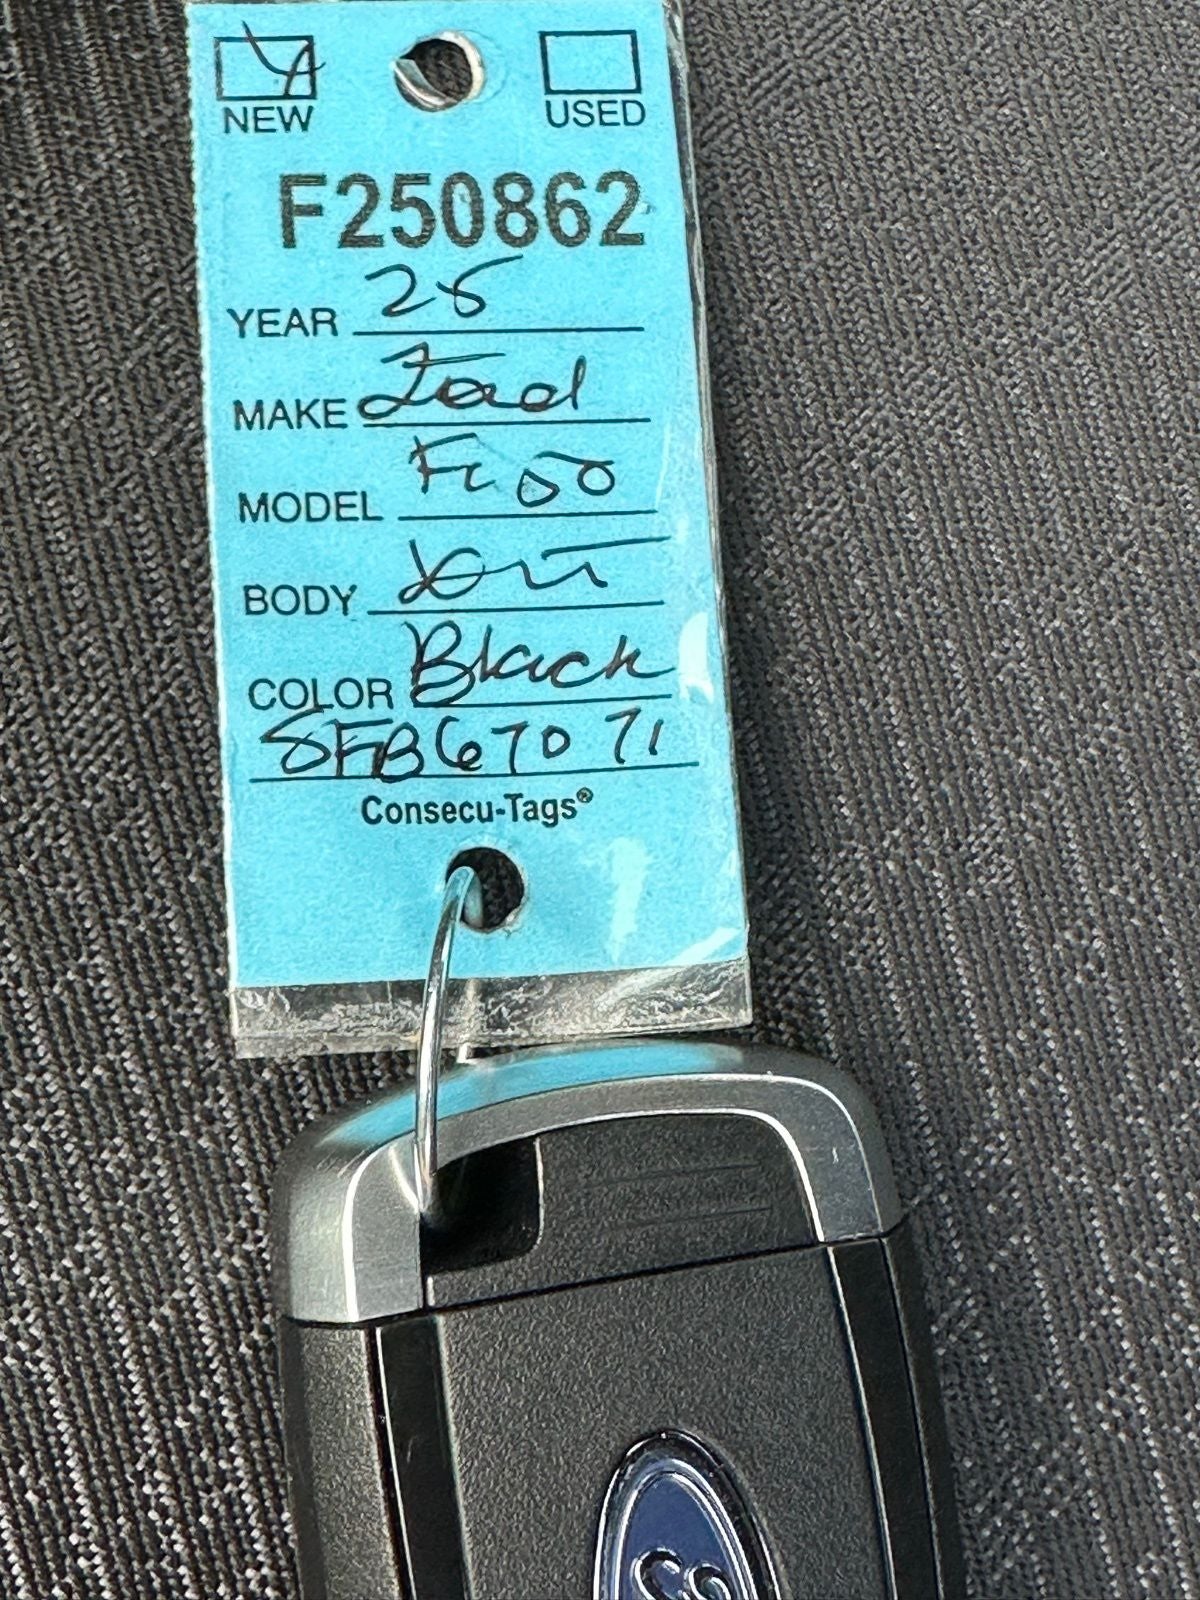 NEW USED
F250862
YEAR 25
MAKE Ford
MODEL F150
BODY
COLOR Black
SFB67071
Consecu-Tags®